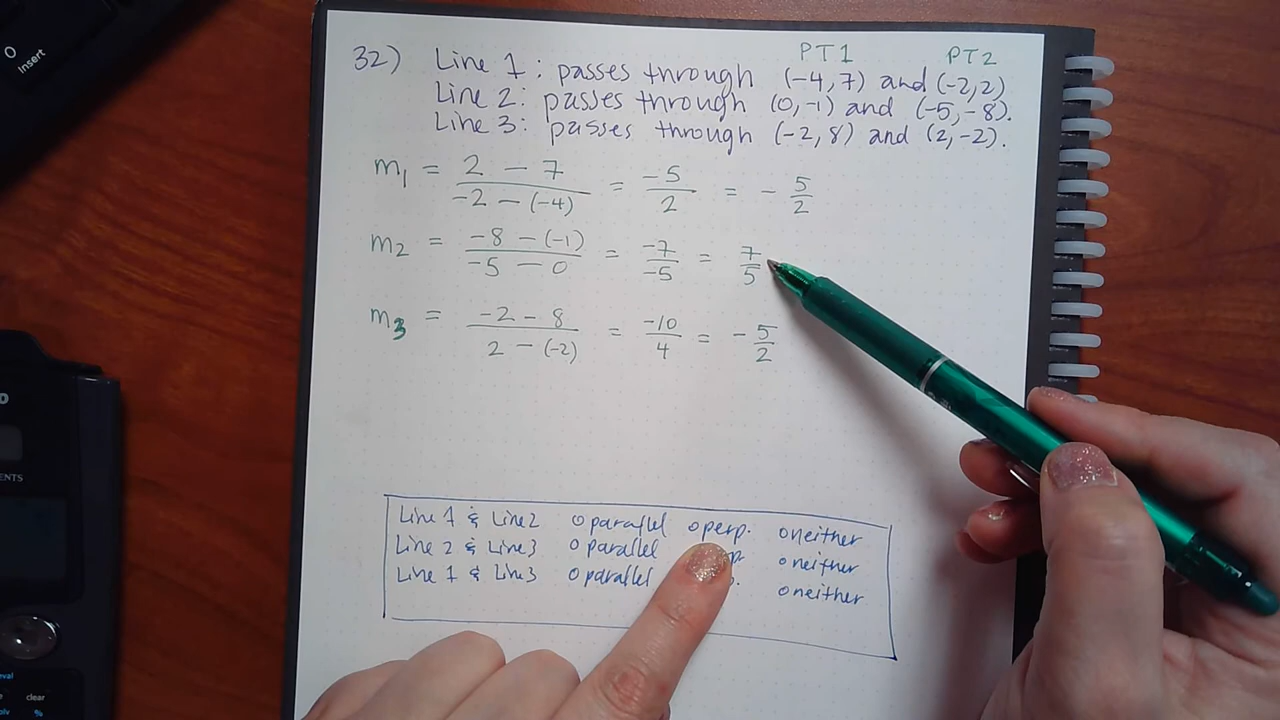 PT1 PT2
32) Line 1: passes through (-4,7) and (-2,2)
Line 2: passes through (0,-1) and (-5,-8).
Line 3: passes through (-2,8) and (2,-2).
m₁ = (2 - 7)/(-2 - (-4)) = -5/2 = - 5/2
m₂ = (-8 - (-1))/(-5 - 0) = -7/-5 = 7/5
m₃ = (-2 - 8)/(2 - (-2)) = -10/4 = - 5/2
Line 1 & Line 2 o parallel o perp. o neither
Line 2 & Line 3 o parallel o neither
Line 1 & Line 3 o parallel o neither
0
Insert
clear